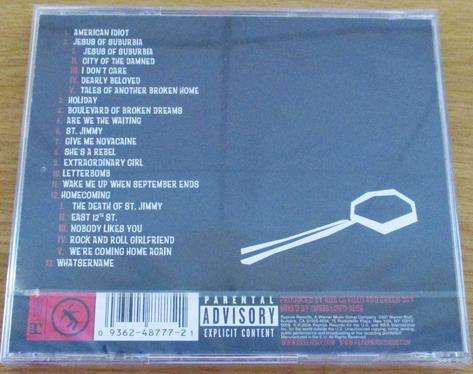 1. AMERICAN IDIOT
2. JESUS OF SUBURBIA
I. JESUS OF SUBURBIA
II. CITY OF THE DAMNED
III. I DON'T CARE
IV. DEARLY BELOVED
V. TALES OF ANOTHER BROKEN HOME
3. HOLIDAY
4. BOULEVARD OF BROKEN DREAMS
5. ARE WE THE WAITING
6. ST. JIMMY
7. GIVE ME NOVACAINE
8. SHE'S A REBEL
9. EXTRAORDINARY GIRL
10. LETTERBOMB
11. WAKE ME UP WHEN SEPTEMBER ENDS
12. HOMECOMING
I. THE DEATH OF ST. JIMMY
II. EAST 12TH ST.
III. NOBODY LIKES YOU
IV. ROCK AND ROLL GIRLFRIEND
V. WE'RE COMING HOME AGAIN
13. WHATSERNAME
0 9362-48777-2
PARENTAL
ADVISORY
EXPLICIT CONTENT